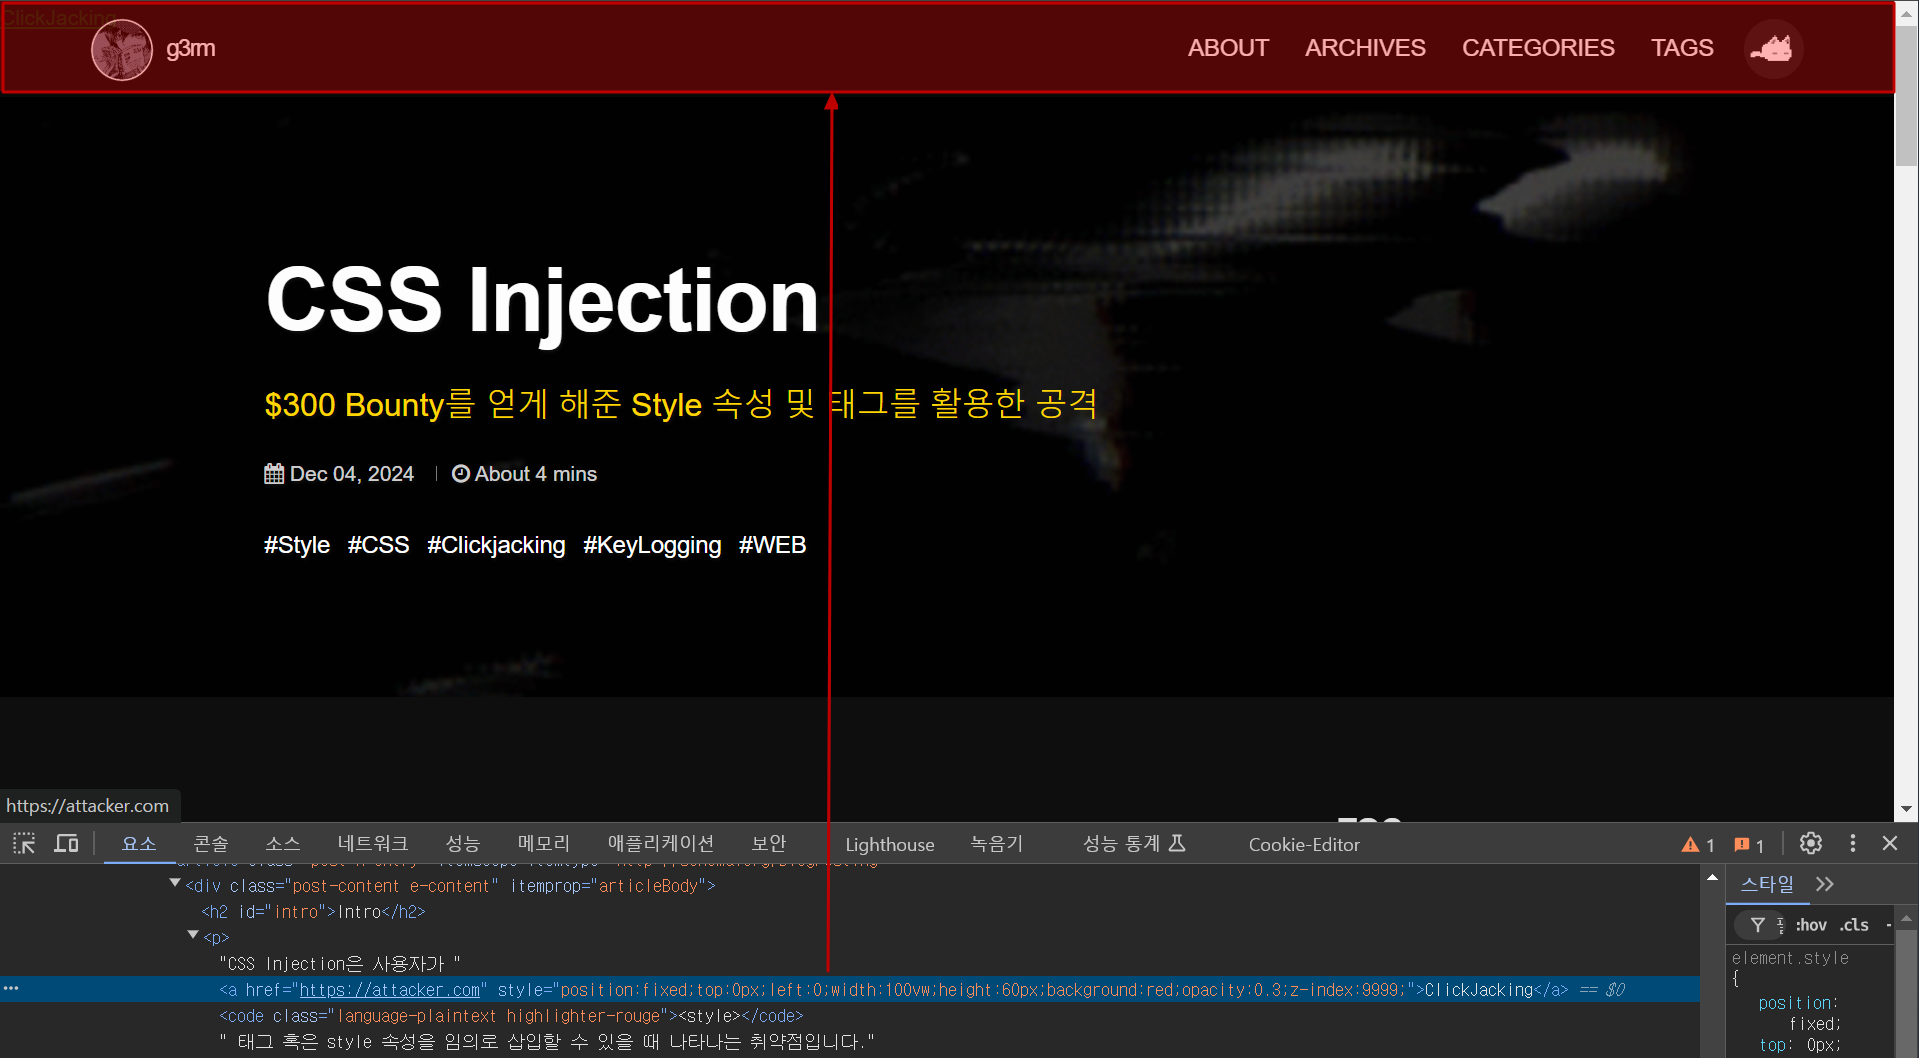 ClickJacking
g3rm
ABOUT ARCHIVES CATEGORIES TAGS
CSS Injection
$300 Bounty를 얻게 해준 Style 속성 및 태그를 활용한 공격
Dec 04, 2024 | About 4 mins
#Style #CSS #Clickjacking #KeyLogging #WEB
https://attacker.com
요소 콘솔 소스 네트워크 성능 메모리 애플리케이션 보안 Lighthouse 녹음기 성능 통계 Cookie-Editor 1 1
<div class="post-content e-content" itemprop="articleBody">
<h2 id="intro">Intro</h2>
<p>
"CSS Injection은 사용자가 "
<a href="https://attacker.com" style="position:fixed;top:0px;left:0;width:100vw;height:60px;background:red;opacity:0.3;z-index:9999;">ClickJacking</a> == $0
<code class="language-plaintext highlighter-rouge"><style></code>
" 태그 혹은 style 속성을 임의로 삽입할 수 있을 때 나타나는 취약점입니다."
스타일
:hov .cls
element.style
{
position:
fixed;
top: 0px;